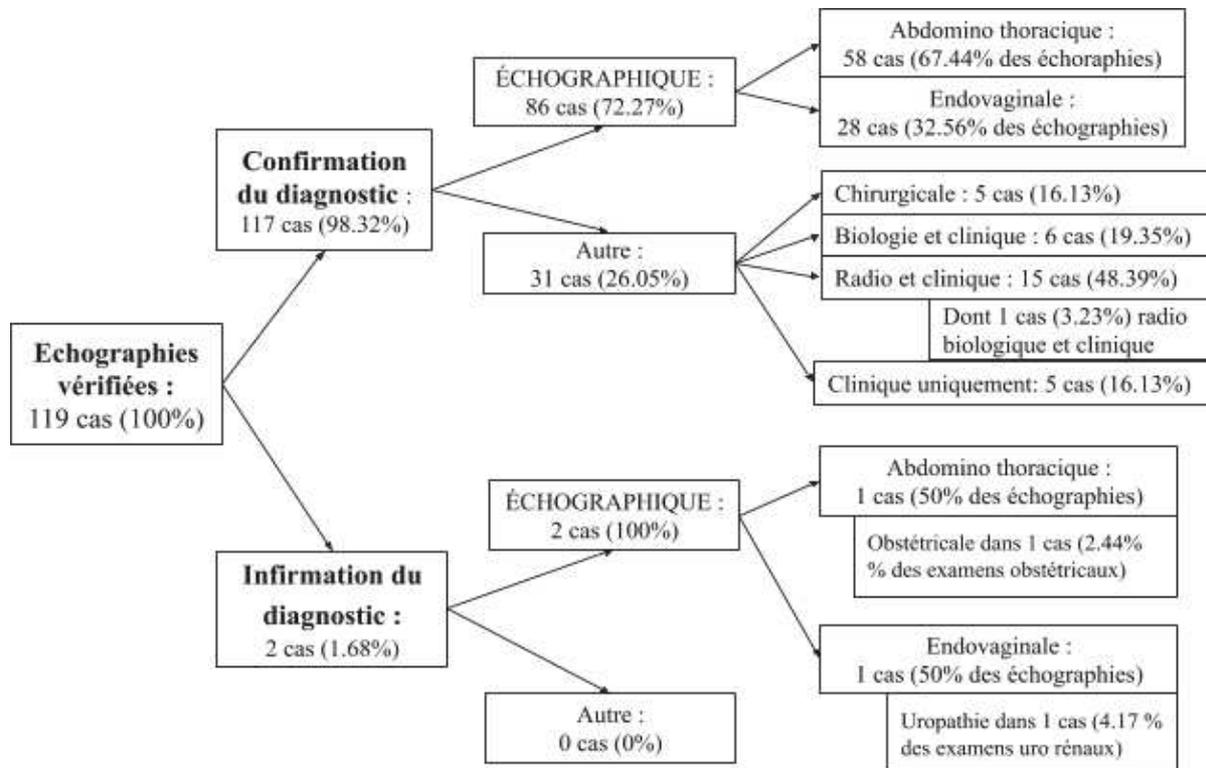 Echographies
vérifiées :
119 cas (100%)
Confirmation
du diagnostic :
117 cas (98.32%)
ÉCHOGRAPHIQUE :
86 cas (72.27%)
Abdomino thoracique :
58 cas (67.44% des échoraphies)
Endovaginale :
28 cas (32.56% des échographies)
Autre :
31 cas (26.05%)
Chirurgicale : 5 cas (16.13%)
Biologie et clinique : 6 cas (19.35%)
Radio et clinique : 15 cas (48.39%)
Dont 1 cas (3.23%) radio
biologique et clinique
Clinique uniquement: 5 cas (16.13%)
Infirmation du
diagnostic :
2 cas (1.68%)
ÉCHOGRAPHIQUE :
2 cas (100%)
Abdomino thoracique :
1 cas (50% des échographies)
Obstétricale dans 1 cas (2.44%
% des examens obstétricaux)
Endovaginale :
1 cas (50% des échographies)
Uropathie dans 1 cas (4.17 %
des examens uro rénaux)
Autre :
0 cas (0%)